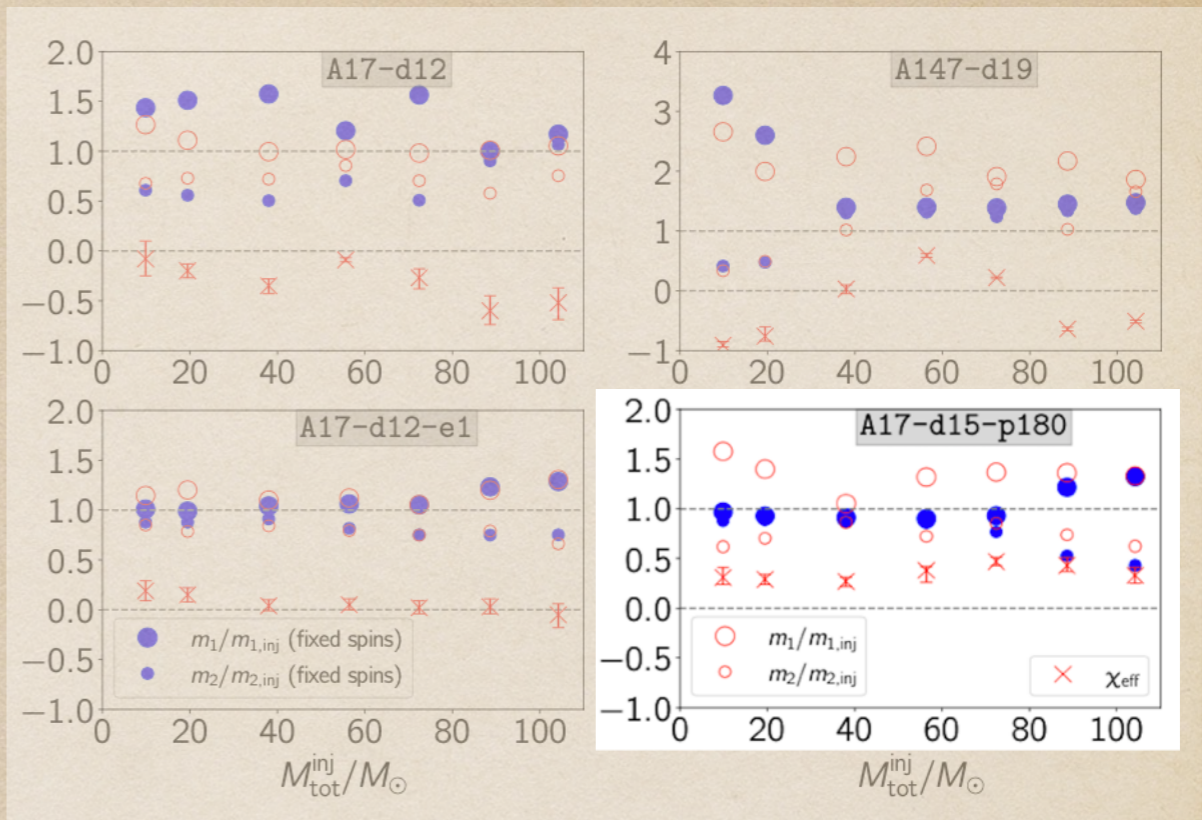 A17-d12
2.0
1.5
1.0
0.5
0.0
−0.5
−1.0
0 20 40 60 80 100
A147-d19
4
3
2
1
0
−1
0 20 40 60 80 100
A17-d12-e1
2.0
1.5
1.0
0.5
0.0
−0.5
−1.0
m₁/m₁,inj (fixed spins)
m₂/m₂,inj (fixed spins)
0 20 40 60 80 100
M_tot^inj/M_⊙
A17-d15-p180
2.0
1.5
1.0
0.5
0.0
−0.5
−1.0
m₁/m₁,inj
m₂/m₂,inj
χeff
0 20 40 60 80 100
M_tot^inj/M_⊙